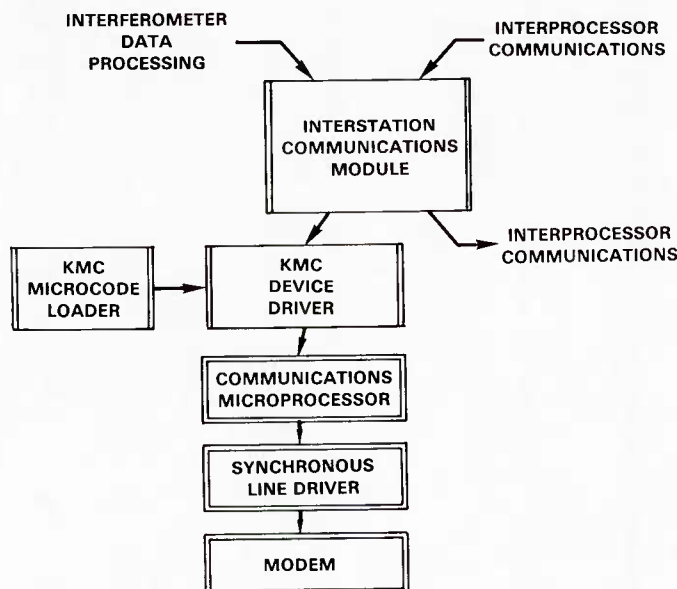 INTERFEROMETER
DATA
PROCESSING
INTERPROCESSOR
COMMUNICATIONS
INTERSTATION
COMMUNICATIONS
MODULE
INTERPROCESSOR
COMMUNICATIONS
KMC
MICROCODE
LOADER
KMC
DEVICE
DRIVER
COMMUNICATIONS
MICROPROCESSOR
SYNCHRONOUS
LINE DRIVER
MODEM